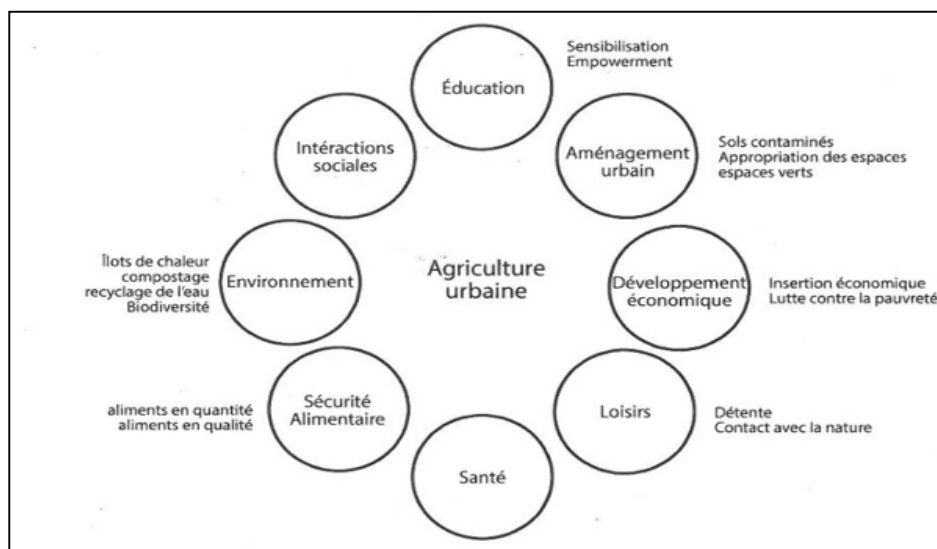 Éducation
Sensibilisation
Empowerment
Intéractions
sociales
Aménagement
urbain
Sols contaminés
Appropriation des espaces
espaces verts
Îlots de chaleur
compostage
recyclage de l'eau
Biodiversité
Environnement
Agriculture
urbaine
Développement
économique
Insertion économique
Lutte contre la pauvreté
aliments en quantité
aliments en qualité
Sécurité
Alimentaire
Loisirs
Détente
Contact avec la nature
Santé